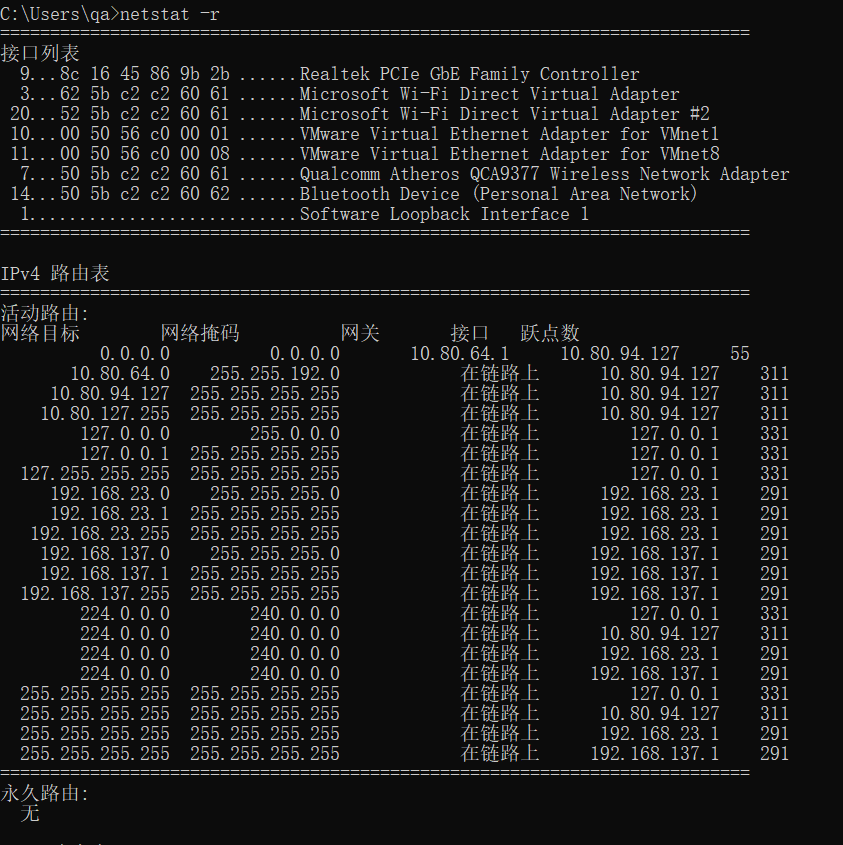 C:\Users\qa>netstat -r
===========================================================================
接口列表
  9...8c 16 45 86 9b 2b ......Realtek PCIe GbE Family Controller
  3...62 5b c2 c2 60 61 ......Microsoft Wi-Fi Direct Virtual Adapter
 20...52 5b c2 c2 60 61 ......Microsoft Wi-Fi Direct Virtual Adapter #2
 10...00 50 56 c0 00 01 ......VMware Virtual Ethernet Adapter for VMnet1
 11...00 50 56 c0 00 08 ......VMware Virtual Ethernet Adapter for VMnet8
  7...50 5b c2 c2 60 61 ......Qualcomm Atheros QCA9377 Wireless Network Adapter
 14...50 5b c2 c2 60 62 ......Bluetooth Device (Personal Area Network)
  1...........................Software Loopback Interface 1
===========================================================================
IPv4 路由表
===========================================================================
活动路由:
网络目标        网络掩码          网关       接口   跃点数
          0.0.0.0          0.0.0.0       10.80.64.1     10.80.94.127     55
       10.80.64.0    255.255.192.0            在链路上      10.80.94.127    311
     10.80.94.127  255.255.255.255            在链路上      10.80.94.127    311
    10.80.127.255  255.255.255.255            在链路上      10.80.94.127    311
        127.0.0.0        255.0.0.0            在链路上         127.0.0.1    331
        127.0.0.1  255.255.255.255            在链路上         127.0.0.1    331
  127.255.255.255  255.255.255.255            在链路上         127.0.0.1    331
     192.168.23.0    255.255.255.0            在链路上      192.168.23.1    291
     192.168.23.1  255.255.255.255            在链路上      192.168.23.1    291
   192.168.23.255  255.255.255.255            在链路上      192.168.23.1    291
    192.168.137.0    255.255.255.0            在链路上     192.168.137.1    291
    192.168.137.1  255.255.255.255            在链路上     192.168.137.1    291
  192.168.137.255  255.255.255.255            在链路上     192.168.137.1    291
        224.0.0.0        240.0.0.0            在链路上         127.0.0.1    331
        224.0.0.0        240.0.0.0            在链路上      10.80.94.127    311
        224.0.0.0        240.0.0.0            在链路上      192.168.23.1    291
        224.0.0.0        240.0.0.0            在链路上     192.168.137.1    291
  255.255.255.255  255.255.255.255            在链路上         127.0.0.1    331
  255.255.255.255  255.255.255.255            在链路上      10.80.94.127    311
  255.255.255.255  255.255.255.255            在链路上      192.168.23.1    291
  255.255.255.255  255.255.255.255            在链路上     192.168.137.1    291
===========================================================================
永久路由:
  无